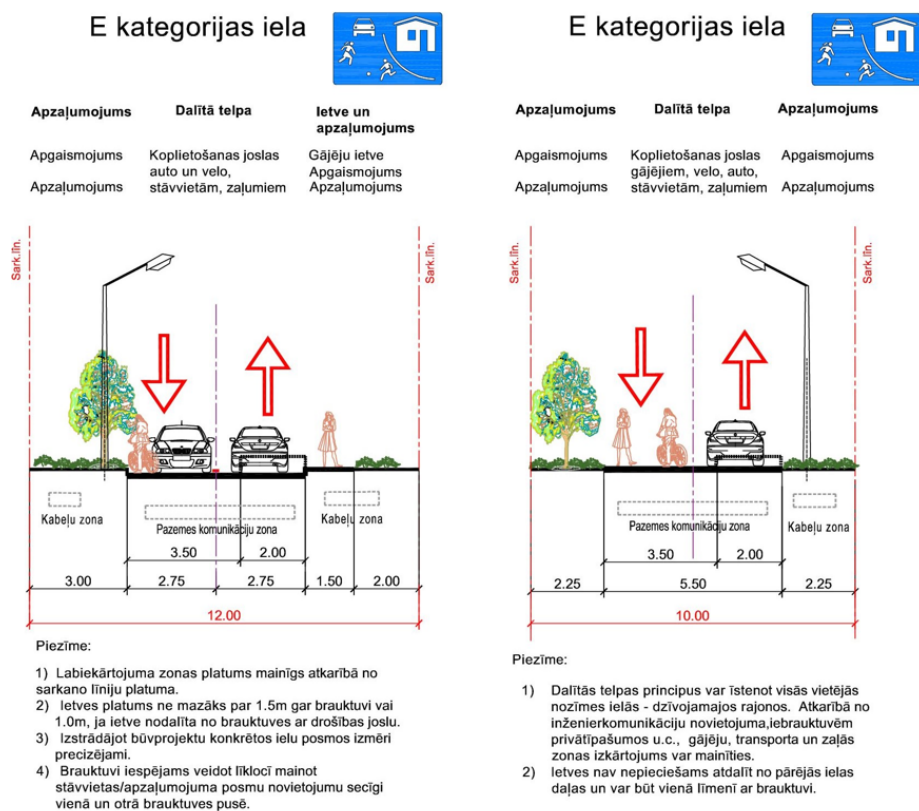 E kategorijas iela
Apzaļumojums Dalītā telpa Ietve un
apzaļumojums
Apgaismojums Koplietošanas joslas Gājēju ietve
auto un velo, Apgaismojums
Apzaļumojums stāvvietām, zaļumiem Apzaļumojums
Sark.līn. Sark.līn.
Kabeļu zona Kabeļu zona
Pazemes komunikāciju zona
3.50 2.00
3.00 2.75 2.75 1.50 2.00
12.00
Piezīme:
1) Labiekārtojuma zonas platums mainīgs atkarībā no
sarkano līniju platuma.
2) Ietves platums ne mazāks par 1.5m gar brauktuvi vai
1.0m, ja ietve nodalīta no brauktuves ar drošības joslu.
3) Izstrādājot būvprojektu konkrētos ielu posmos izmēri
precizējami.
4) Brauktuvi iespējams veidot līklocī mainot
stāvvietas/apzaļumojuma posmu novietojumu secīgi
vienā un otrā brauktuves pusē.
E kategorijas iela
Apzaļumojums Dalītā telpa Apzaļumojums
Apgaismojums Koplietošanas joslas Apgaismojums
gājējiem, velo, auto,
Apzaļumojums stāvvietām, zaļumiem Apzaļumojums
Sark.līn. Sark.līn.
Pazemes komunikāciju zona Kabeļu zona
3.50 2.00
2.25 5.50 2.25
10.00
Piezīme:
1) Dalītās telpas principus var īstenot visās vietējās
nozīmes ielās - dzīvojamajos rajonos. Atkarībā no
inženierkomunikāciju novietojuma,iebrauktuvēm
privātīpašumos u.c., gājēju, transporta un zaļās
zonas izkārtojums var mainīties.
2) Ietves nav nepieciešams atdalīt no pārējās ielas
daļas un var būt vienā līmenī ar brauktuvi.